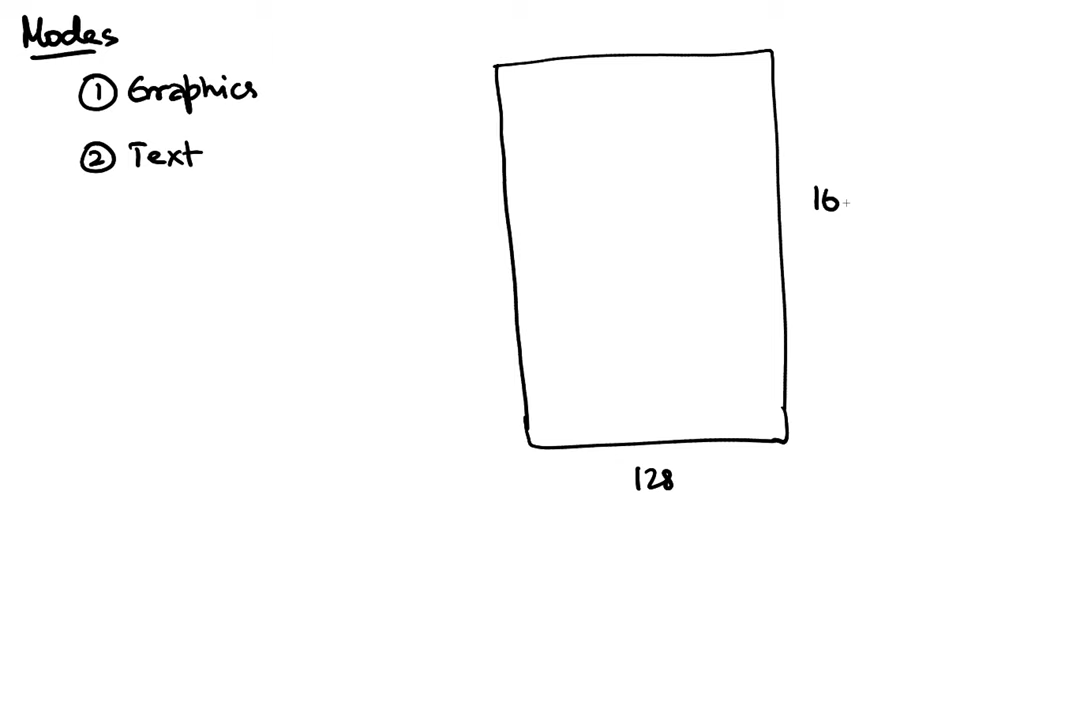 Modes
① Graphics
② Text
16
128